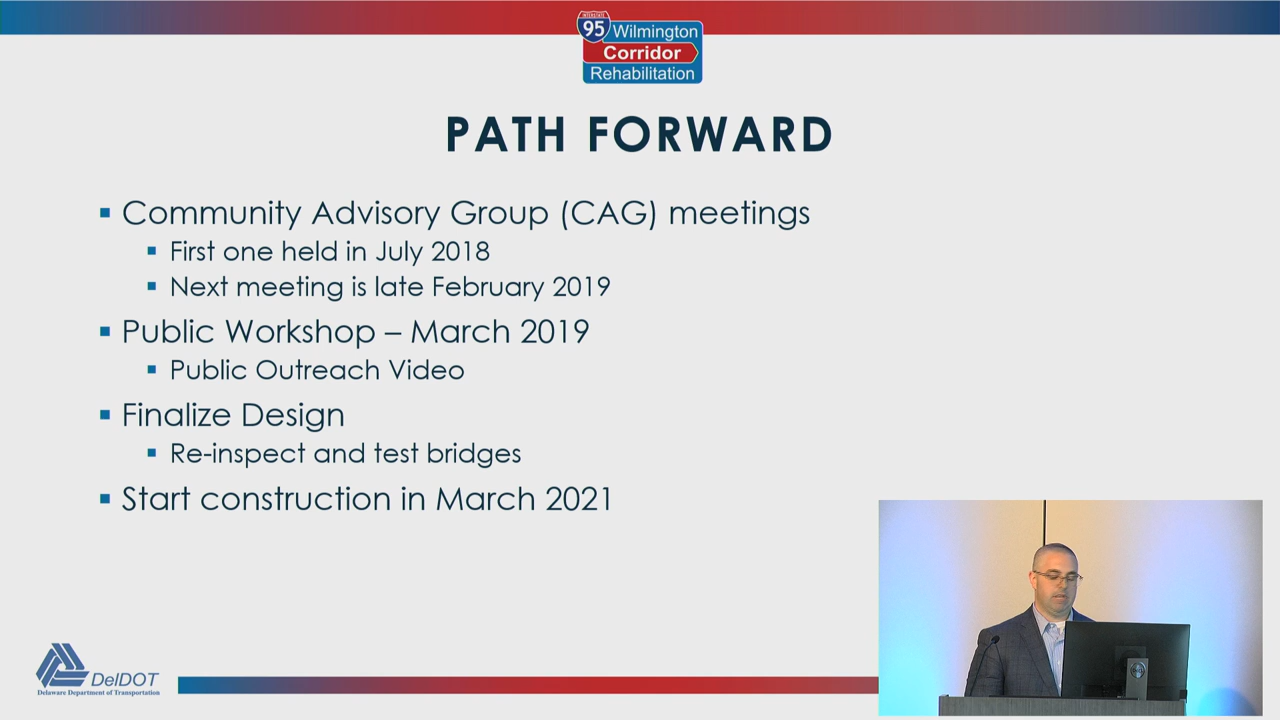 INTERSTATE
95
Wilmington
Corridor
Rehabilitation
PATH FORWARD
▪ Community Advisory Group (CAG) meetings
▪ First one held in July 2018
▪ Next meeting is late February 2019
▪ Public Workshop – March 2019
▪ Public Outreach Video
▪ Finalize Design
▪ Re-inspect and test bridges
▪ Start construction in March 2021
DelDOT
Delaware Department of Transportation